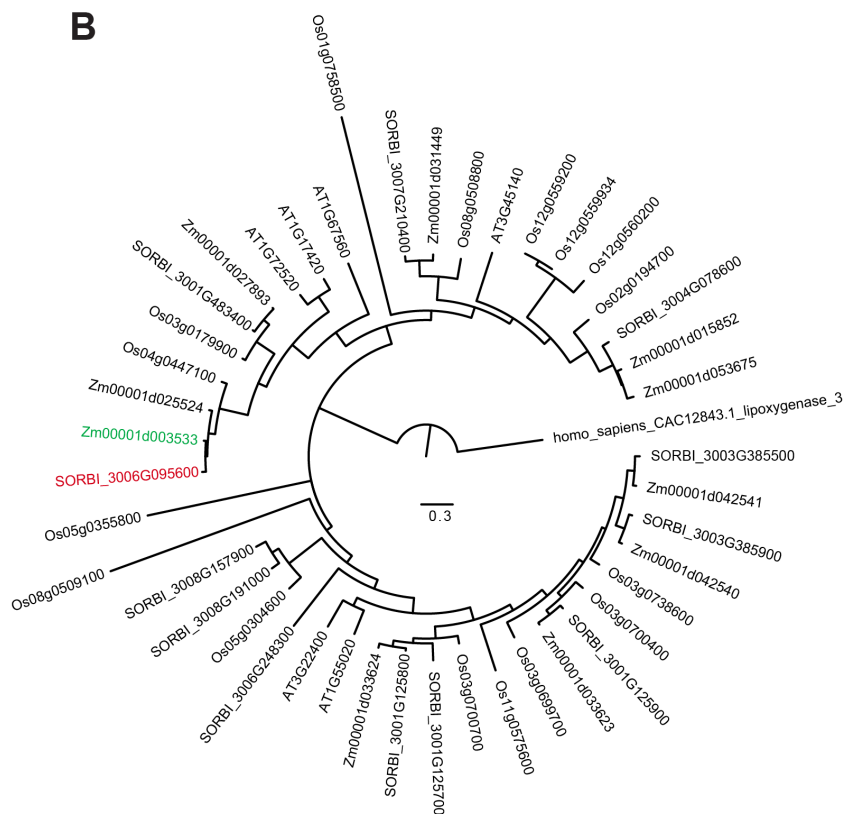 B
Os01g0758500
SORBI_3007G210400
Zm00001d031449
Os08g0508800
AT3G45140
Os12g0559200
Os12g0559934
Os12g0560200
Os02g0194700
SORBI_3004G078600
Zm00001d015852
Zm00001d053675
homo_sapiens_CAC12843.1_lipoxygenase_3
SORBI_3003G385500
Zm00001d042541
SORBI_3003G385900
Zm00001d042540
Os03g0738600
Os03g0700400
SORBI_3001G125900
Zm00001d033623
Os03g0699700
Os11g0575600
Os03g0700700
SORBI_3001G125700
SORBI_3001G125800
Zm00001d033624
AT1G55020
AT3G22400
SORBI_3006G248300
Os05g0304600
SORBI_3008G191000
SORBI_3008G157900
Os08g0509100
Os05g0355800
SORBI_3006G095600
Zm00001d003533
Zm00001d025524
Os04g0447100
Os03g0179900
SORBI_3001G483400
Zm00001d027893
AT1G72520
AT1G17420
AT1G67560
0.3